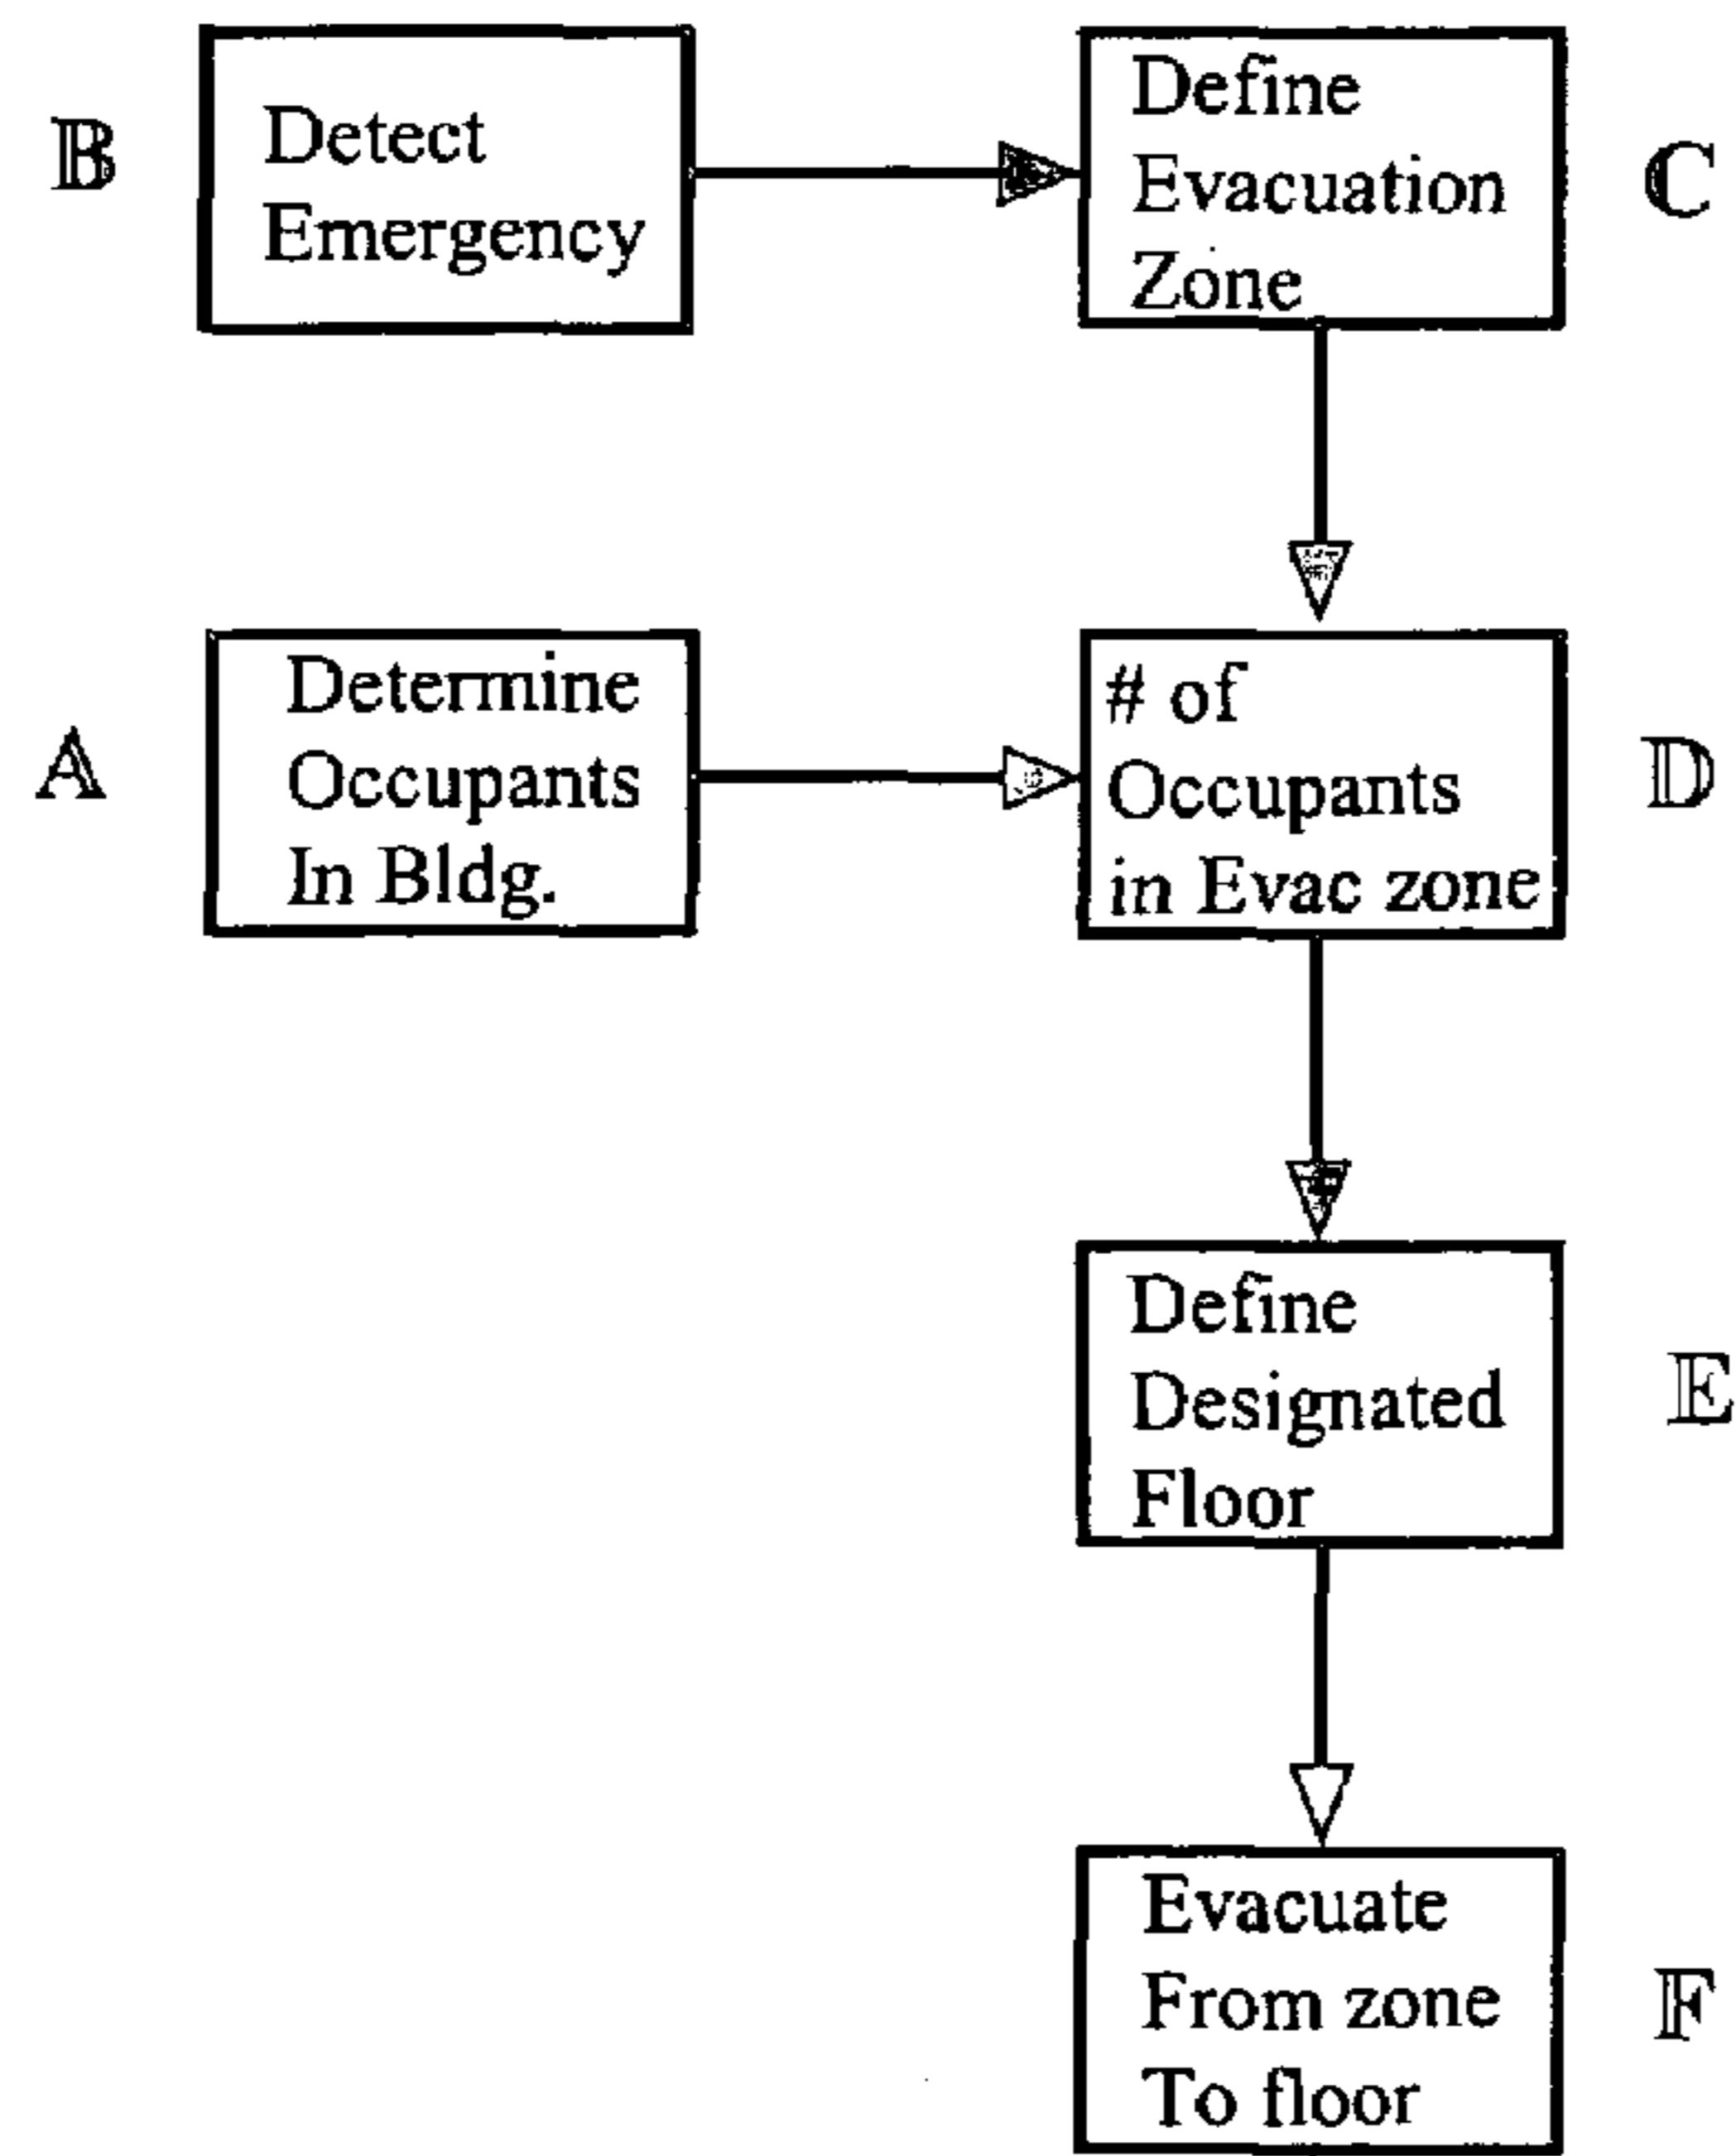 B
Detect
Emergency
Define
Evacuation
Zone
C
A
Determine
Occupants
In Bldg.
# of
Occupants
in Evac zone
D
Define
Designated
Floor
E
Evacuate
From zone
To floor
F